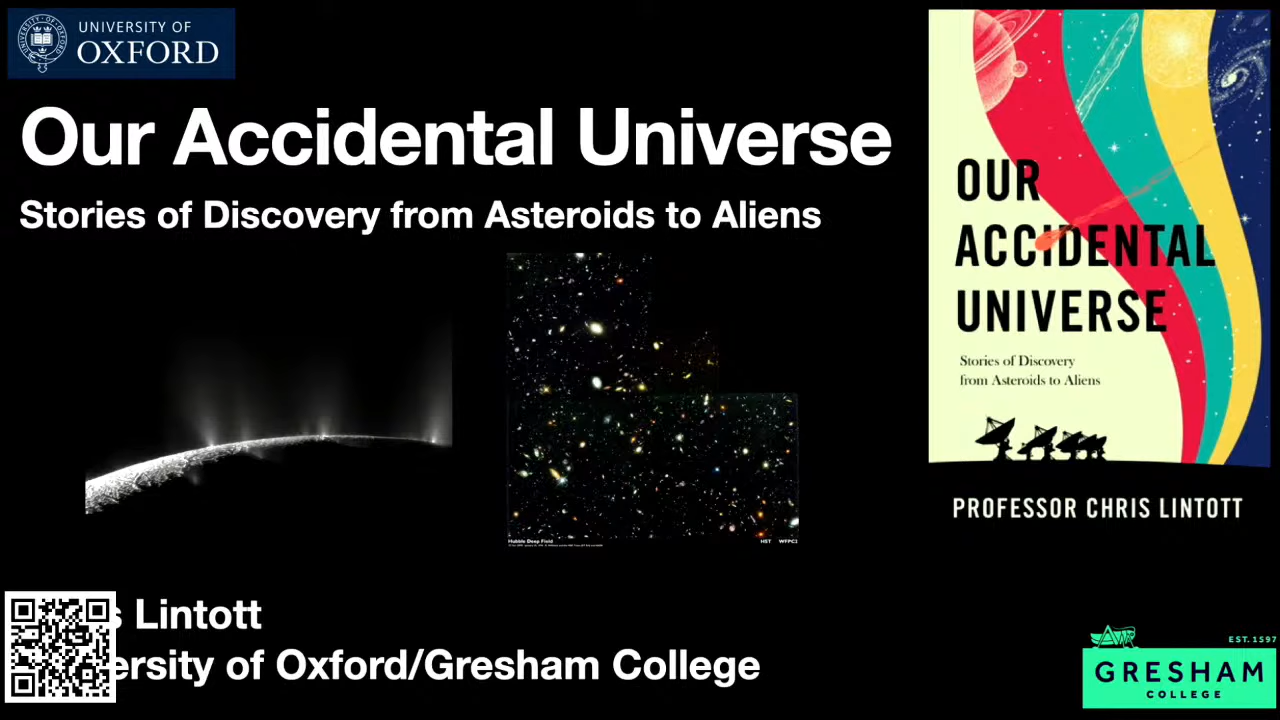 UNIVERSITY OF
OXFORD
Our Accidental Universe
Stories of Discovery from Asteroids to Aliens
OUR
ACCIDENTAL
UNIVERSE
Stories of Discovery
from Asteroids to Aliens
PROFESSOR CHRIS LINTOTT
Hubble Deep Field
HST WFPC2
s Lintott
ersity of Oxford/Gresham College
EST. 1597
GRESHAM
COLLEGE